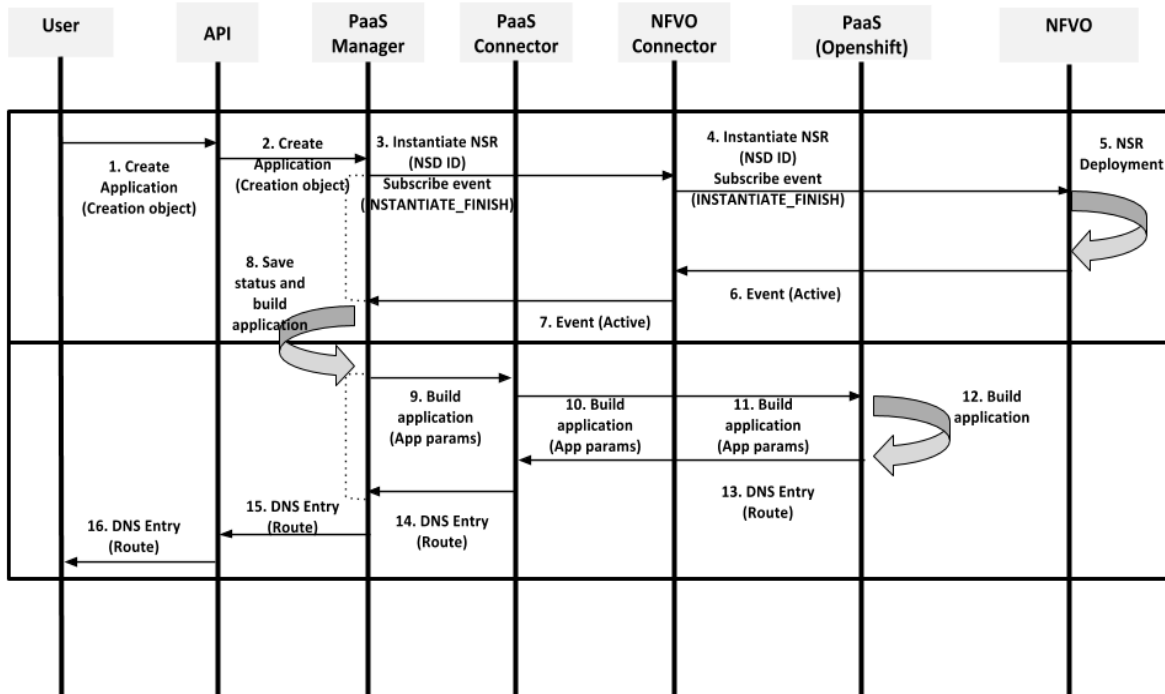 User
API
PaaS
Manager
PaaS
Connector
NFVO
Connector
PaaS
(Openshift)
NFVO
1. Create
Application
(Creation object)
2. Create
Application
(Creation object)
3. Instantiate NSR
(NSD ID)
Subscribe event
(INSTANTIATE_FINISH)
4. Instantiate NSR
(NSD ID)
Subscribe event
(INSTANTIATE_FINISH)
5. NSR
Deployment
6. Event (Active)
7. Event (Active)
8. Save
status and
build
application
9. Build
application
(App params)
10. Build
application
(App params)
11. Build
application
(App params)
12. Build
application
13. DNS Entry
(Route)
14. DNS Entry
(Route)
15. DNS Entry
(Route)
16. DNS Entry
(Route)